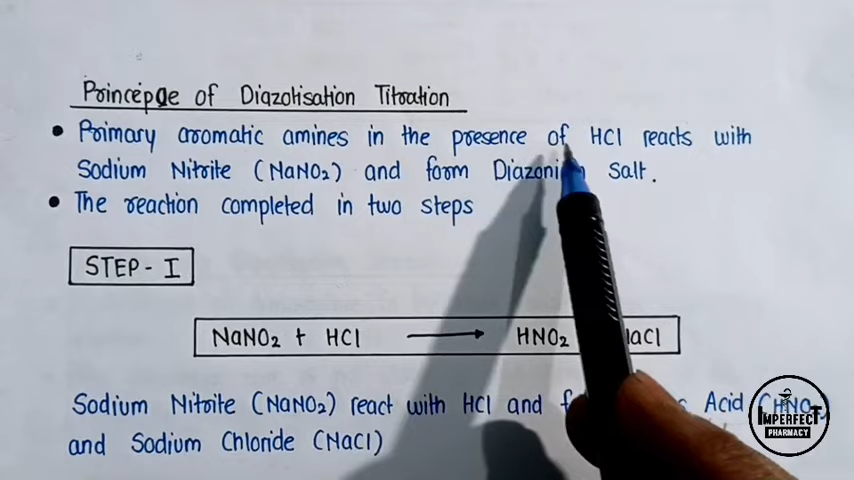 Principle of Diazotisation Titration
• Primary aromatic amines in the presence of HCl reacts with
Sodium Nitrite (NaNO₂) and form Salt.
• The reaction completed in two steps
STEP - I
NaNO₂ + HCl → HNO₂
Sodium Nitrite (NaNO₂) react with HCl and Acid (HNO₂)
and Sodium Chloride (NaCl)
IMPERFECT
PHARMACY